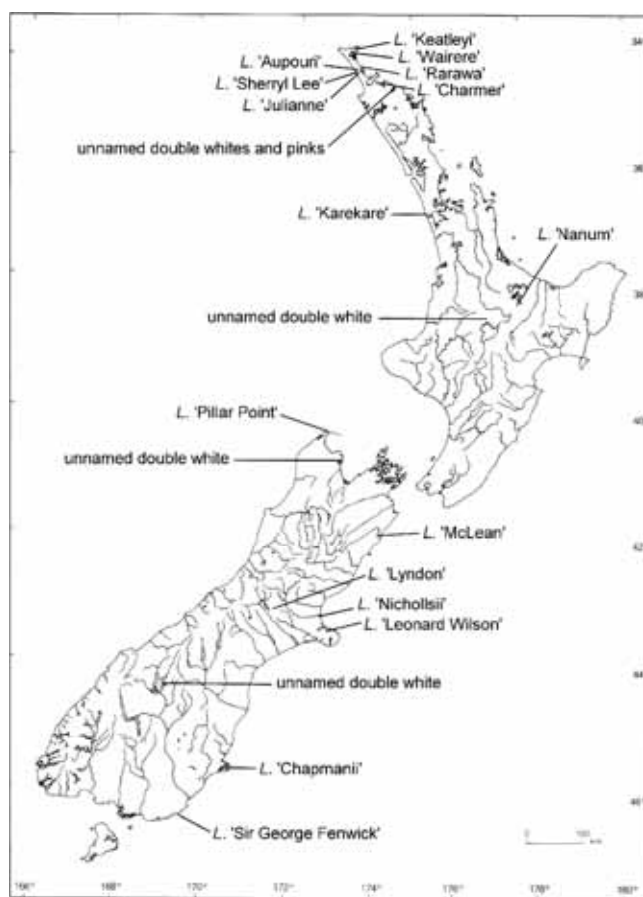 L. 'Keatleyi'
L. 'Wairere'
L. 'Aupouri'
L. 'Rarawa'
L. 'Sherryl Lee'
L. 'Charmer'
L. 'Julianne'
unnamed double whites and pinks
L. 'Karekare'
L. 'Nanum'
unnamed double white
L. 'Pillar Point'
unnamed double white
L. 'McLean'
L. 'Lyndon'
L. 'Nichollsii'
L. 'Leonard Wilson'
unnamed double white
L. 'Chapmanii'
L. 'Sir George Fenwick'
0 100
166° 168° 170° 172° 174° 176° 178°